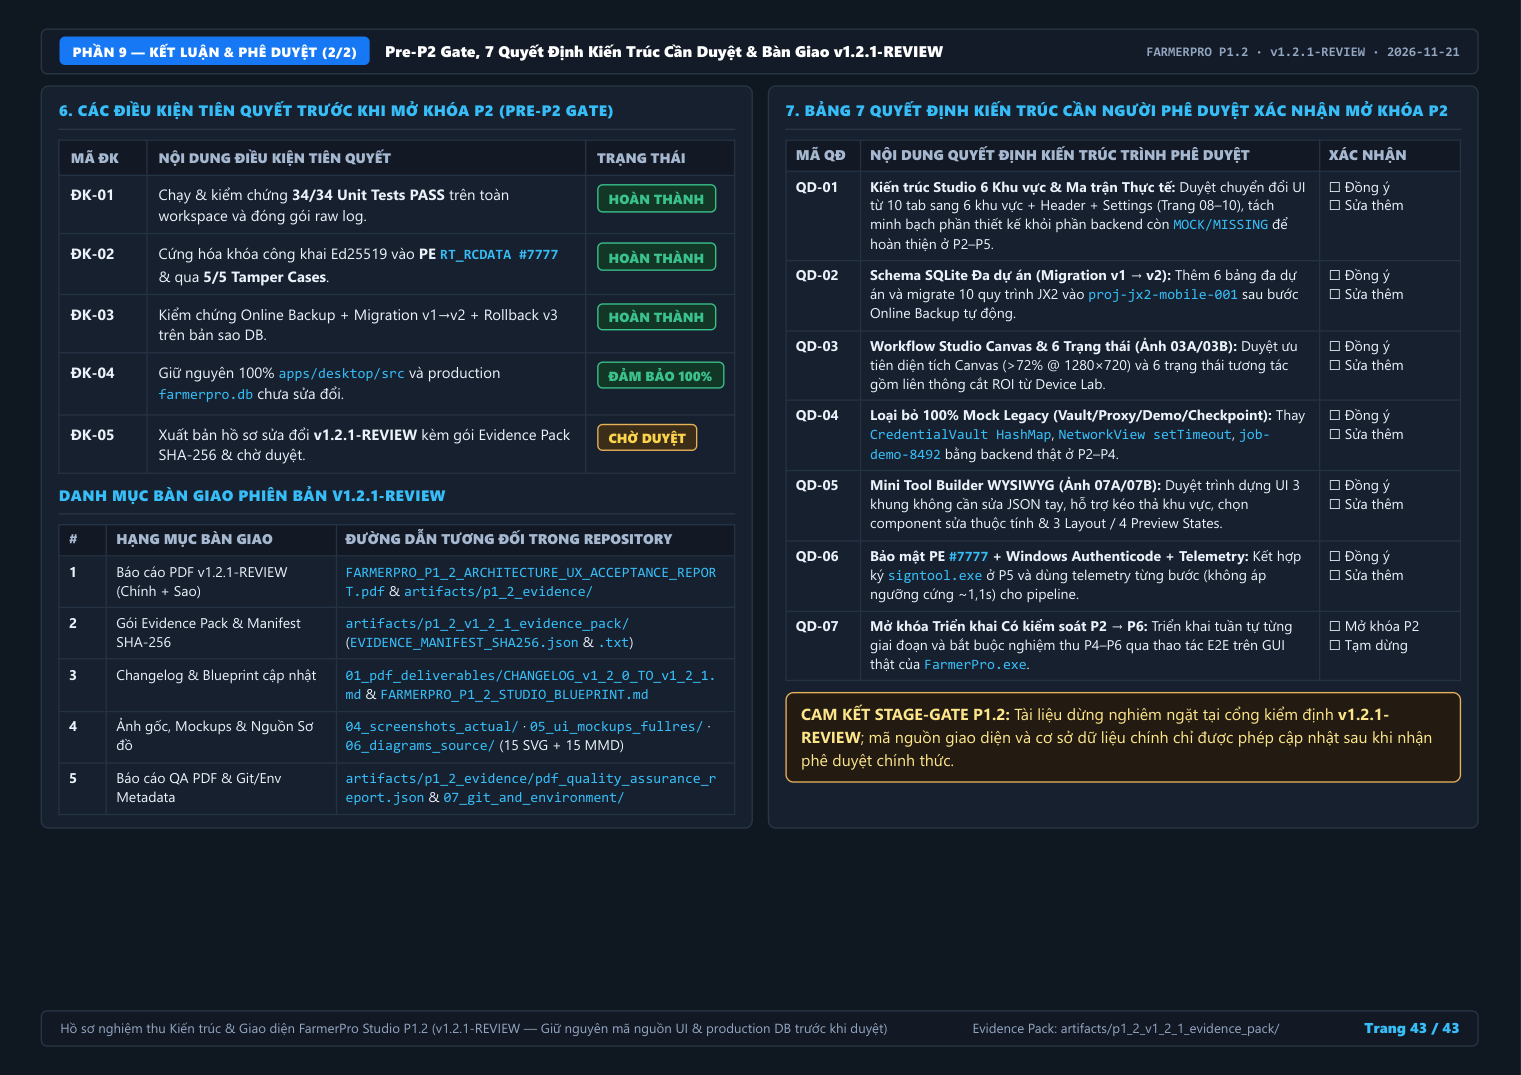 PHẦN 9 — KẾT LUẬN & PHÊ DUYỆT (2/2)
Pre-P2 Gate, 7 Quyết Định Kiến Trúc Cần Duyệt & Bàn Giao v1.2.1-REVIEW
FARMERPRO P1.2 · v1.2.1-REVIEW · 2026-11-21
6. CÁC ĐIỀU KIỆN TIÊN QUYẾT TRƯỚC KHI MỞ KHÓA P2 (PRE-P2 GATE)
MÃ ĐK NỘI DUNG ĐIỀU KIỆN TIÊN QUYẾT TRẠNG THÁI
ĐK-01 Chạy & kiểm chứng 34/34 Unit Tests PASS trên toàn
workspace và đóng gói raw log.
HOÀN THÀNH
ĐK-02 Cứng hóa khóa công khai Ed25519 vào PE RT_RCDATA #7777
& qua 5/5 Tamper Cases.
HOÀN THÀNH
ĐK-03 Kiểm chứng Online Backup + Migration v1→v2 + Rollback v3
trên bản sao DB.
HOÀN THÀNH
ĐK-04 Giữ nguyên 100% apps/desktop/src và production
farmerpro.db chưa sửa đổi.
ĐẢM BẢO 100%
ĐK-05 Xuất bản hồ sơ sửa đổi v1.2.1-REVIEW kèm gói Evidence Pack
SHA-256 & chờ duyệt.
CHỜ DUYỆT
DANH MỤC BÀN GIAO PHIÊN BẢN V1.2.1-REVIEW
# HẠNG MỤC BÀN GIAO ĐƯỜNG DẪN TƯƠNG ĐỐI TRONG REPOSITORY
1 Báo cáo PDF v1.2.1-REVIEW
(Chính + Sao)
FARMERPRO_P1_2_ARCHITECTURE_UX_ACCEPTANCE_REPOR
T.pdf & artifacts/p1_2_evidence/
2 Gói Evidence Pack & Manifest
SHA-256
artifacts/p1_2_v1_2_1_evidence_pack/
(EVIDENCE_MANIFEST_SHA256.json & .txt)
3 Changelog & Blueprint cập nhật
01_pdf_deliverables/CHANGELOG_v1_2_0_TO_v1_2_1.
md & FARMERPRO_P1_2_STUDIO_BLUEPRINT.md
4 Ảnh gốc, Mockups & Nguồn Sơ
đồ
04_screenshots_actual/ · 05_ui_mockups_fullres/ ·
06_diagrams_source/ (15 SVG + 15 MMD)
5 Báo cáo QA PDF & Git/Env
Metadata
artifacts/p1_2_evidence/pdf_quality_assurance_r
eport.json & 07_git_and_environment/
7. BẢNG 7 QUYẾT ĐỊNH KIẾN TRÚC CẦN NGƯỜI PHÊ DUYỆT XÁC NHẬN MỞ KHÓA P2
MÃ QĐ NỘI DUNG QUYẾT ĐỊNH KIẾN TRÚC TRÌNH PHÊ DUYỆT XÁC NHẬN
QD-01 Kiến trúc Studio 6 Khu vực & Ma trận Thực tế: Duyệt chuyển đổi UI
từ 10 tab sang 6 khu vực + Header + Settings (Trang 08–10), tách
minh bạch phần thiết kế khỏi phần backend còn MOCK/MISSING để
hoàn thiện ở P2–P5.
☐ Đồng ý
☐ Sửa thêm
QD-02 Schema SQLite Đa dự án (Migration v1 → v2): Thêm 6 bảng đa dự
án và migrate 10 quy trình JX2 vào proj-jx2-mobile-001 sau bước
Online Backup tự động.
☐ Đồng ý
☐ Sửa thêm
QD-03 Workflow Studio Canvas & 6 Trạng thái (Ảnh 03A/03B): Duyệt ưu
tiên diện tích Canvas (>72% @ 1280×720) và 6 trạng thái tương tác
gồm liên thông cắt ROI từ Device Lab.
☐ Đồng ý
☐ Sửa thêm
QD-04 Loại bỏ 100% Mock Legacy (Vault/Proxy/Demo/Checkpoint): Thay
CredentialVault HashMap, NetworkView setTimeout, job-
demo-8492 bằng backend thật ở P2–P4.
☐ Đồng ý
☐ Sửa thêm
QD-05 Mini Tool Builder WYSIWYG (Ảnh 07A/07B): Duyệt trình dựng UI 3
khung không cần sửa JSON tay, hỗ trợ kéo thả khu vực, chọn
component sửa thuộc tính & 3 Layout / 4 Preview States.
☐ Đồng ý
☐ Sửa thêm
QD-06 Bảo mật PE #7777 + Windows Authenticode + Telemetry: Kết hợp
ký signtool.exe ở P5 và dùng telemetry từng bước (không áp
ngưỡng cứng ~1,1s) cho pipeline.
☐ Đồng ý
☐ Sửa thêm
QD-07 Mở khóa Triển khai Có kiểm soát P2 → P6: Triển khai tuần tự từng
giai đoạn và bắt buộc nghiệm thu P4–P6 qua thao tác E2E trên GUI
thật của FarmerPro.exe.
☐ Mở khóa P2
☐ Tạm dừng
CAM KẾT STAGE-GATE P1.2: Tài liệu dừng nghiêm ngặt tại cổng kiểm định v1.2.1-
REVIEW; mã nguồn giao diện và cơ sở dữ liệu chính chỉ được phép cập nhật sau khi nhận
phê duyệt chính thức.
Hồ sơ nghiệm thu Kiến trúc & Giao diện FarmerPro Studio P1.2 (v1.2.1-REVIEW — Giữ nguyên mã nguồn UI & production DB trước khi duyệt)
Evidence Pack: artifacts/p1_2_v1_2_1_evidence_pack/
Trang 43 / 43